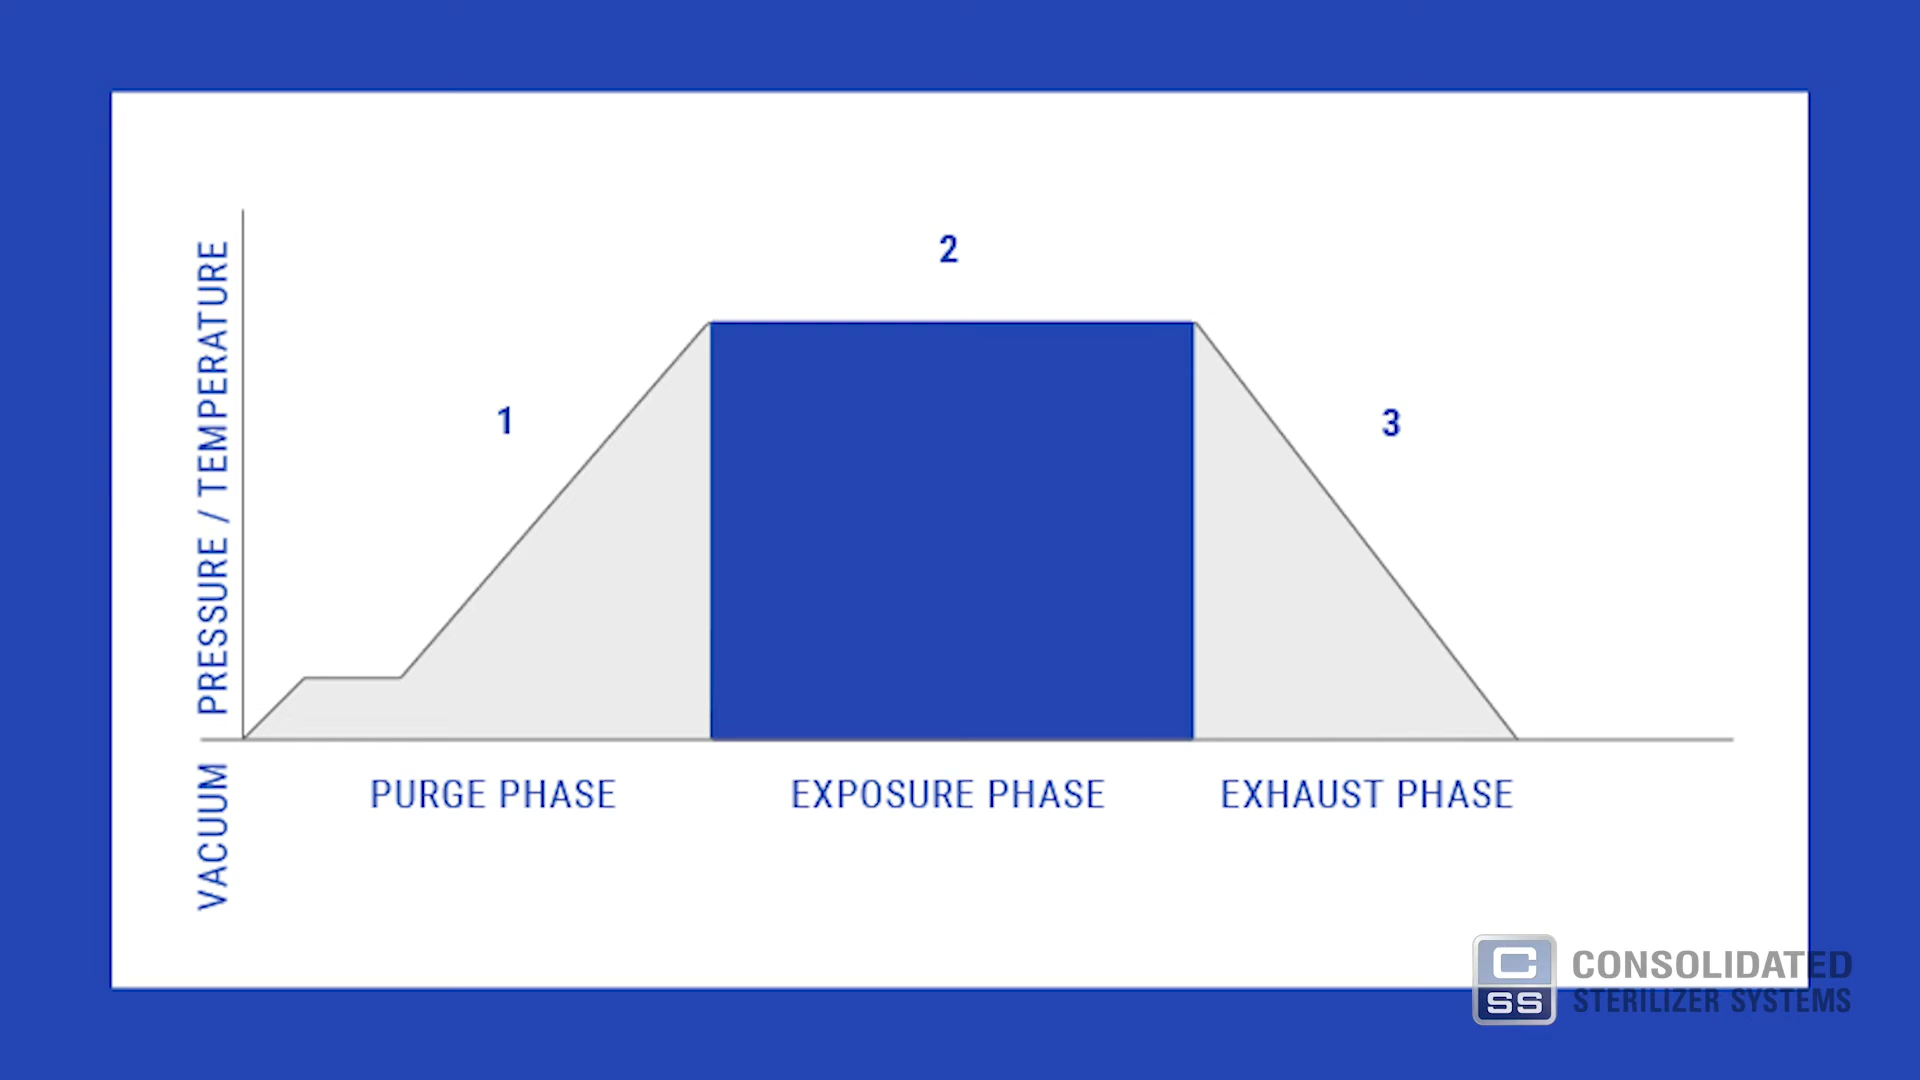 PRESSURE / TEMPERATURE
VACUUM
1
2
3
PURGE PHASE
EXPOSURE PHASE
EXHAUST PHASE
C
SS
CONSOLIDATED
STERILIZER SYSTEMS